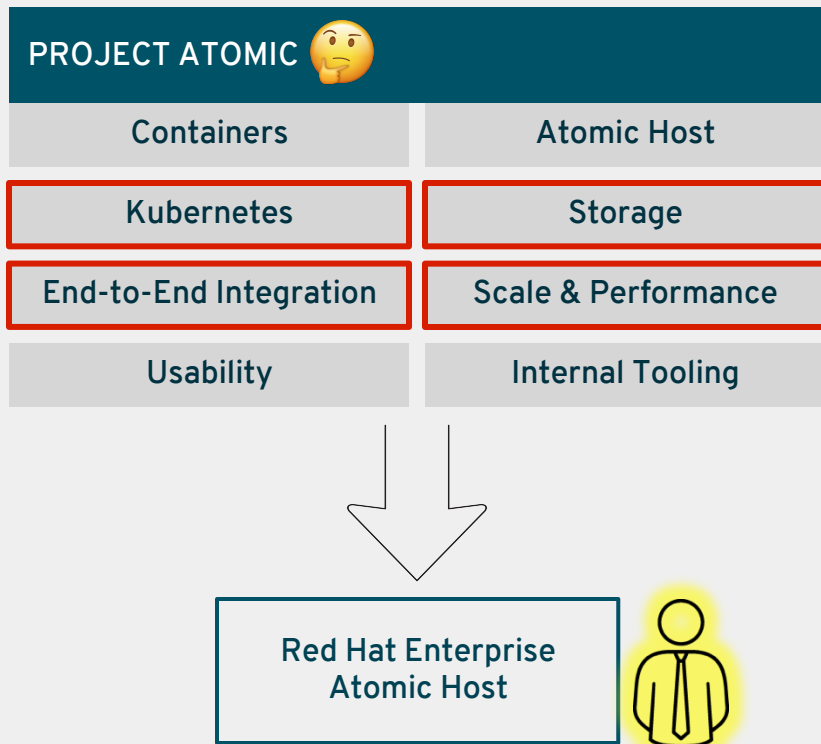 PROJECT ATOMIC
Containers
Atomic Host
Kubernetes
Storage
End-to-End Integration
Scale & Performance
Usability
Internal Tooling
Red Hat Enterprise
Atomic Host